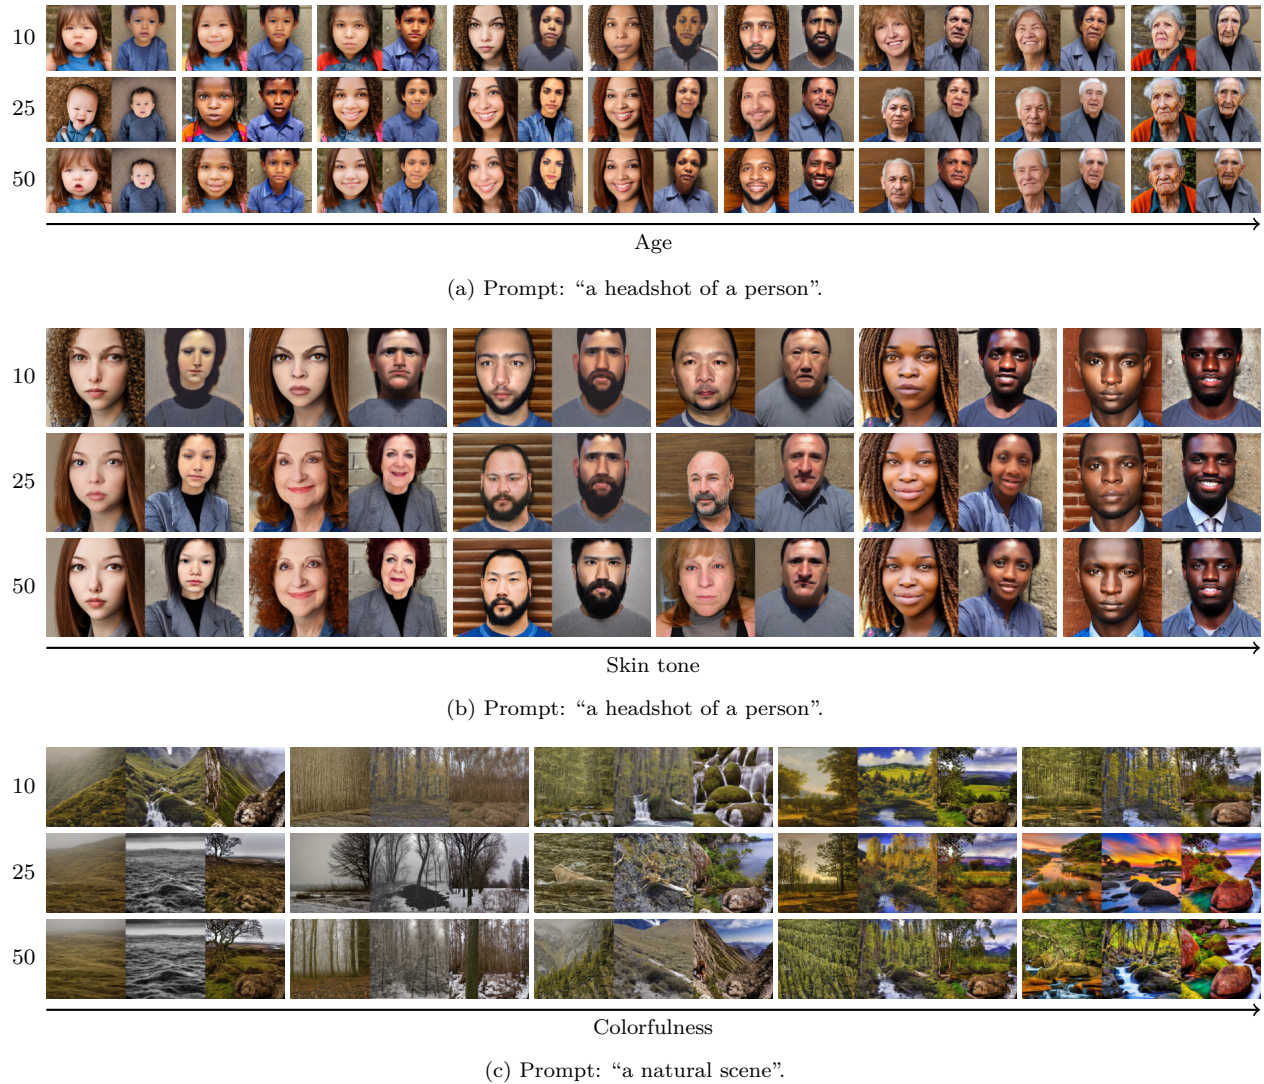 10
25
50
Age
(a) Prompt: “a headshot of a person”.
10
25
50
Skin tone
(b) Prompt: “a headshot of a person”.
10
25
50
Colorfulness
(c) Prompt: “a natural scene”.